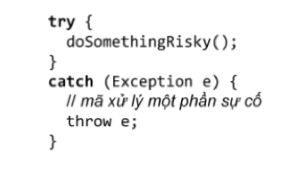 try {
  doSomethingRisky();
}
catch (Exception e) {
  // mã xử lý một phần sự cố
  throw e;
}